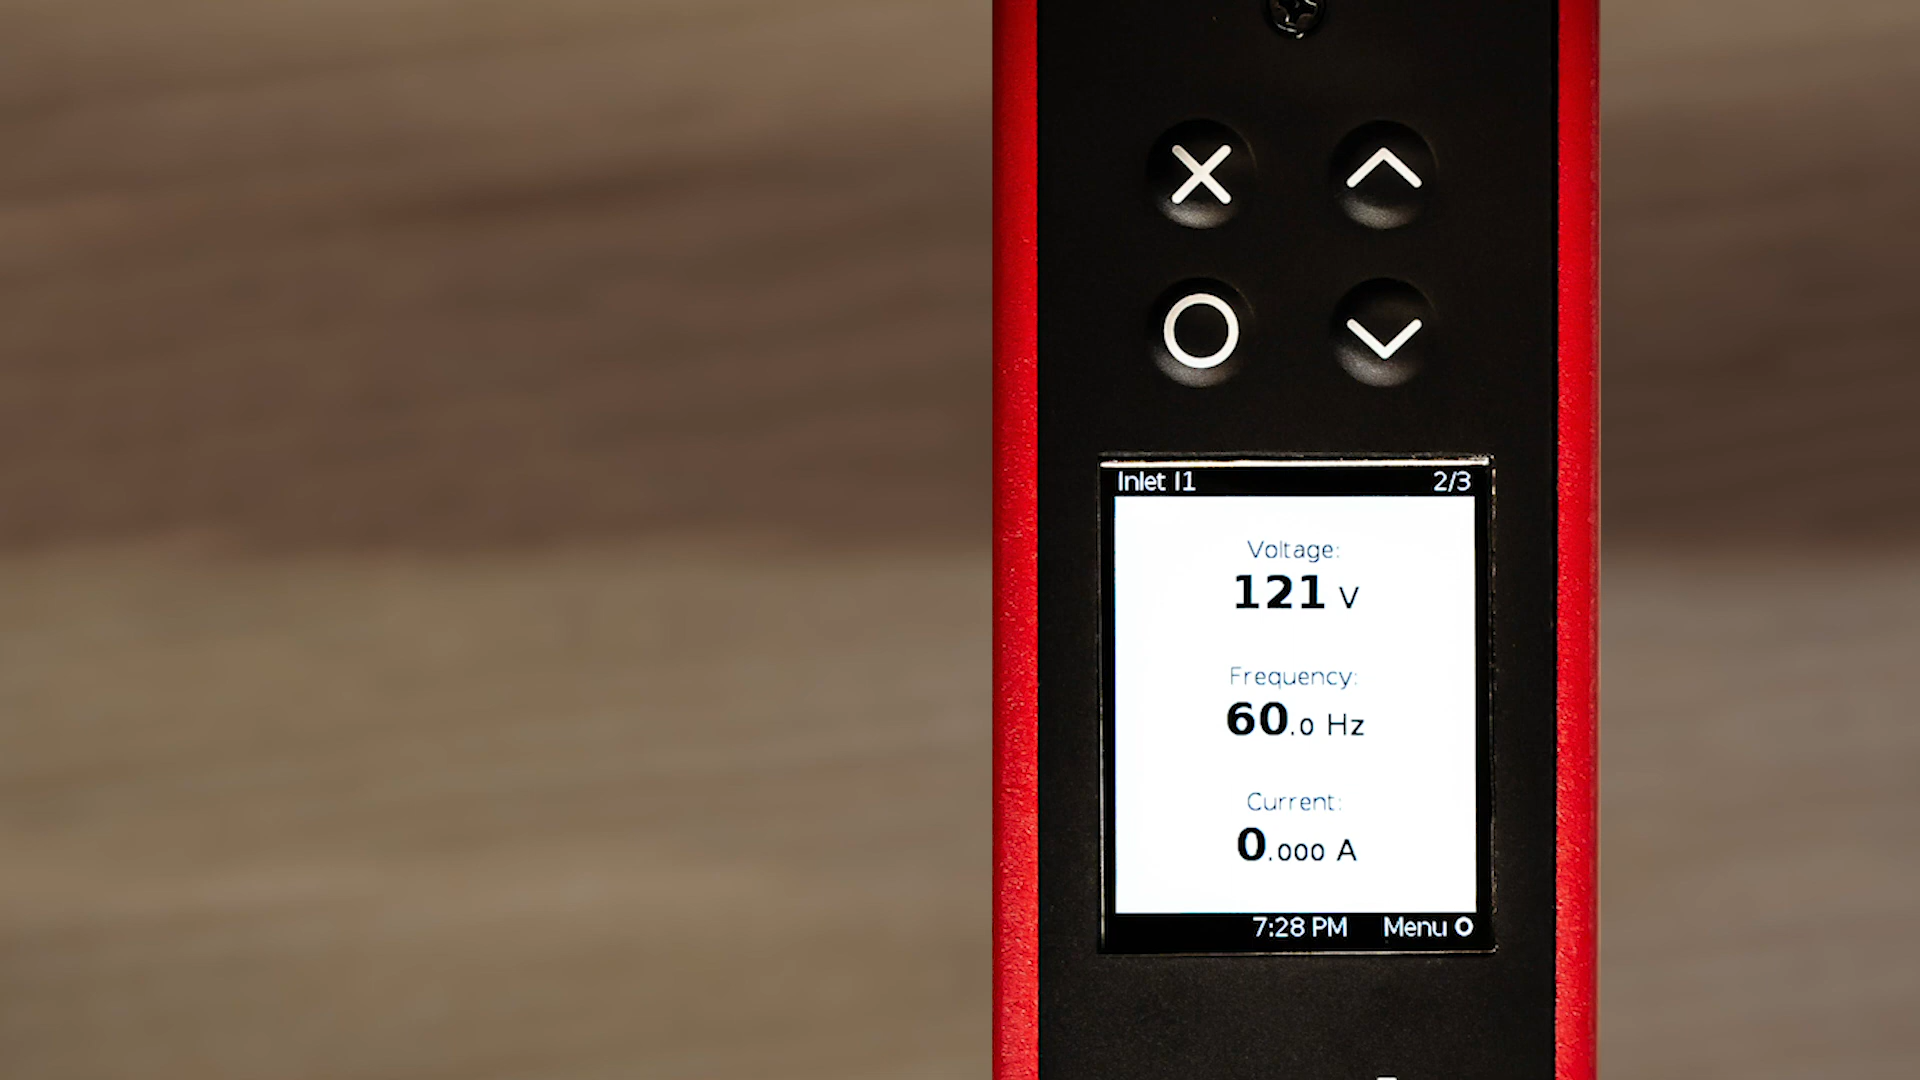 Inlet I1 2/3
Voltage:
121 V
Frequency:
60.0 Hz
Current:
0.000 A
7:28 PM Menu O